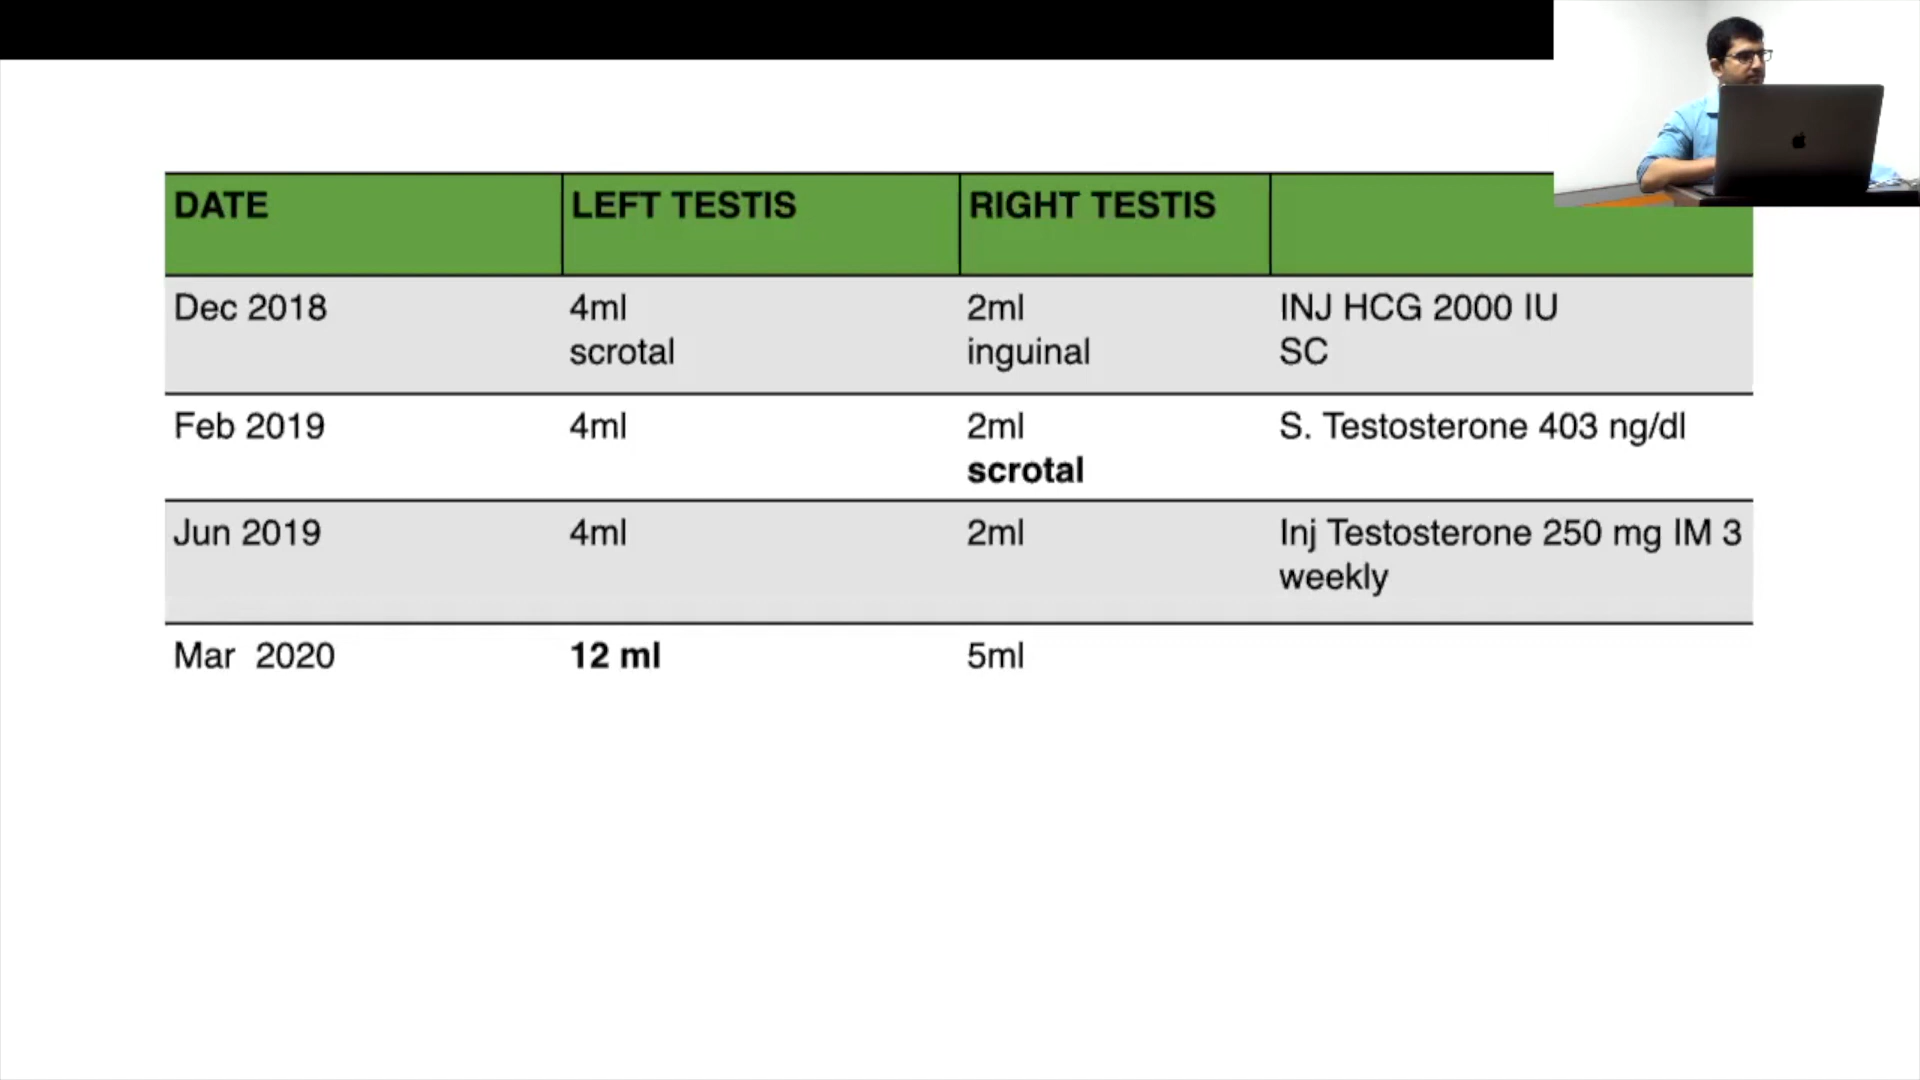 DATE LEFT TESTIS RIGHT TESTIS
Dec 2018 4ml 2ml INJ HCG 2000 IU
scrotal inguinal SC
Feb 2019 4ml 2ml S. Testosterone 403 ng/dl
scrotal
Jun 2019 4ml 2ml Inj Testosterone 250 mg IM 3
weekly
Mar 2020 12 ml 5ml